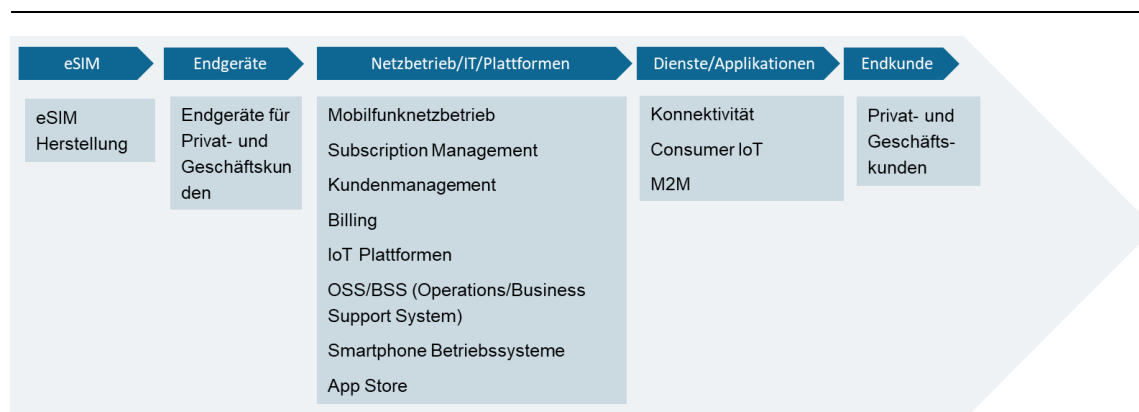 eSIM
Endgeräte
Netzbetrieb/IT/Plattformen
Dienste/Applikationen
Endkunde
eSIM
Herstellung
Endgeräte für
Privat- und
Geschäftskun
den
Mobilfunknetzbetrieb
Subscription Management
Kundenmanagement
Billing
IoT Plattformen
OSS/BSS (Operations/Business
Support System)
Smartphone Betriebssysteme
App Store
Konnektivität
Consumer IoT
M2M
Privat- und
Geschäfts-
kunden